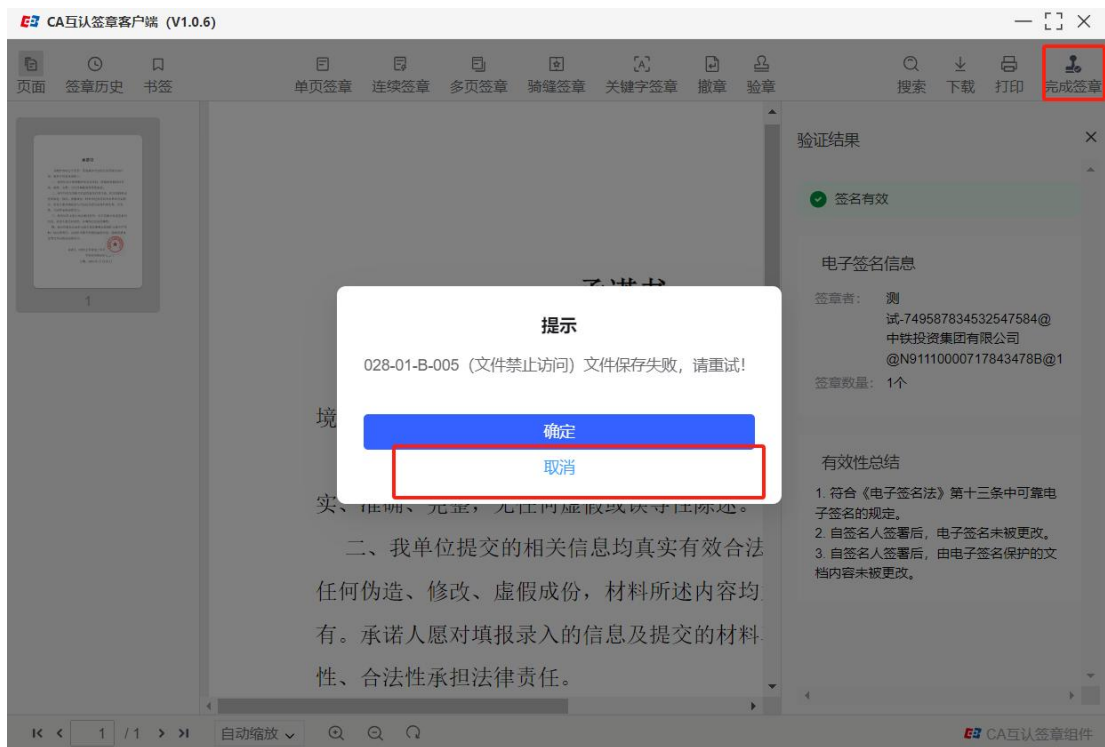 CA互认签章客户端 (V1.0.6)
页面 签章历史 书签 单页签章 连续签章 多页签章 骑缝签章 关键字签章 撤章 验章 搜索 下载 打印 完成签章
1
承诺书
境
实、准确、完整，无任何虚假或误导性陈述。
二、我单位提交的相关信息均真实有效合法
任何伪造、修改、虚假成份，材料所述内容均
有。承诺人愿对填报录入的信息及提交的材料
性、合法性承担法律责任。
提示
028-01-B-005（文件禁止访问）文件保存失败，请重试!
确定
取消
验证结果
签名有效
电子签名信息
签章者： 测
试-749587834532547584@
中铁投资集团有限公司
@N91110000717843478B@1
签章数量： 1个
有效性总结
1. 符合《电子签名法》第十三条中可靠电
子签名的规定。
2. 自签名人签署后，电子签名未被更改。
3. 自签名人签署后，由电子签名保护的文
档内容未被更改。
1 / 1 自动缩放 CA互认签章组件